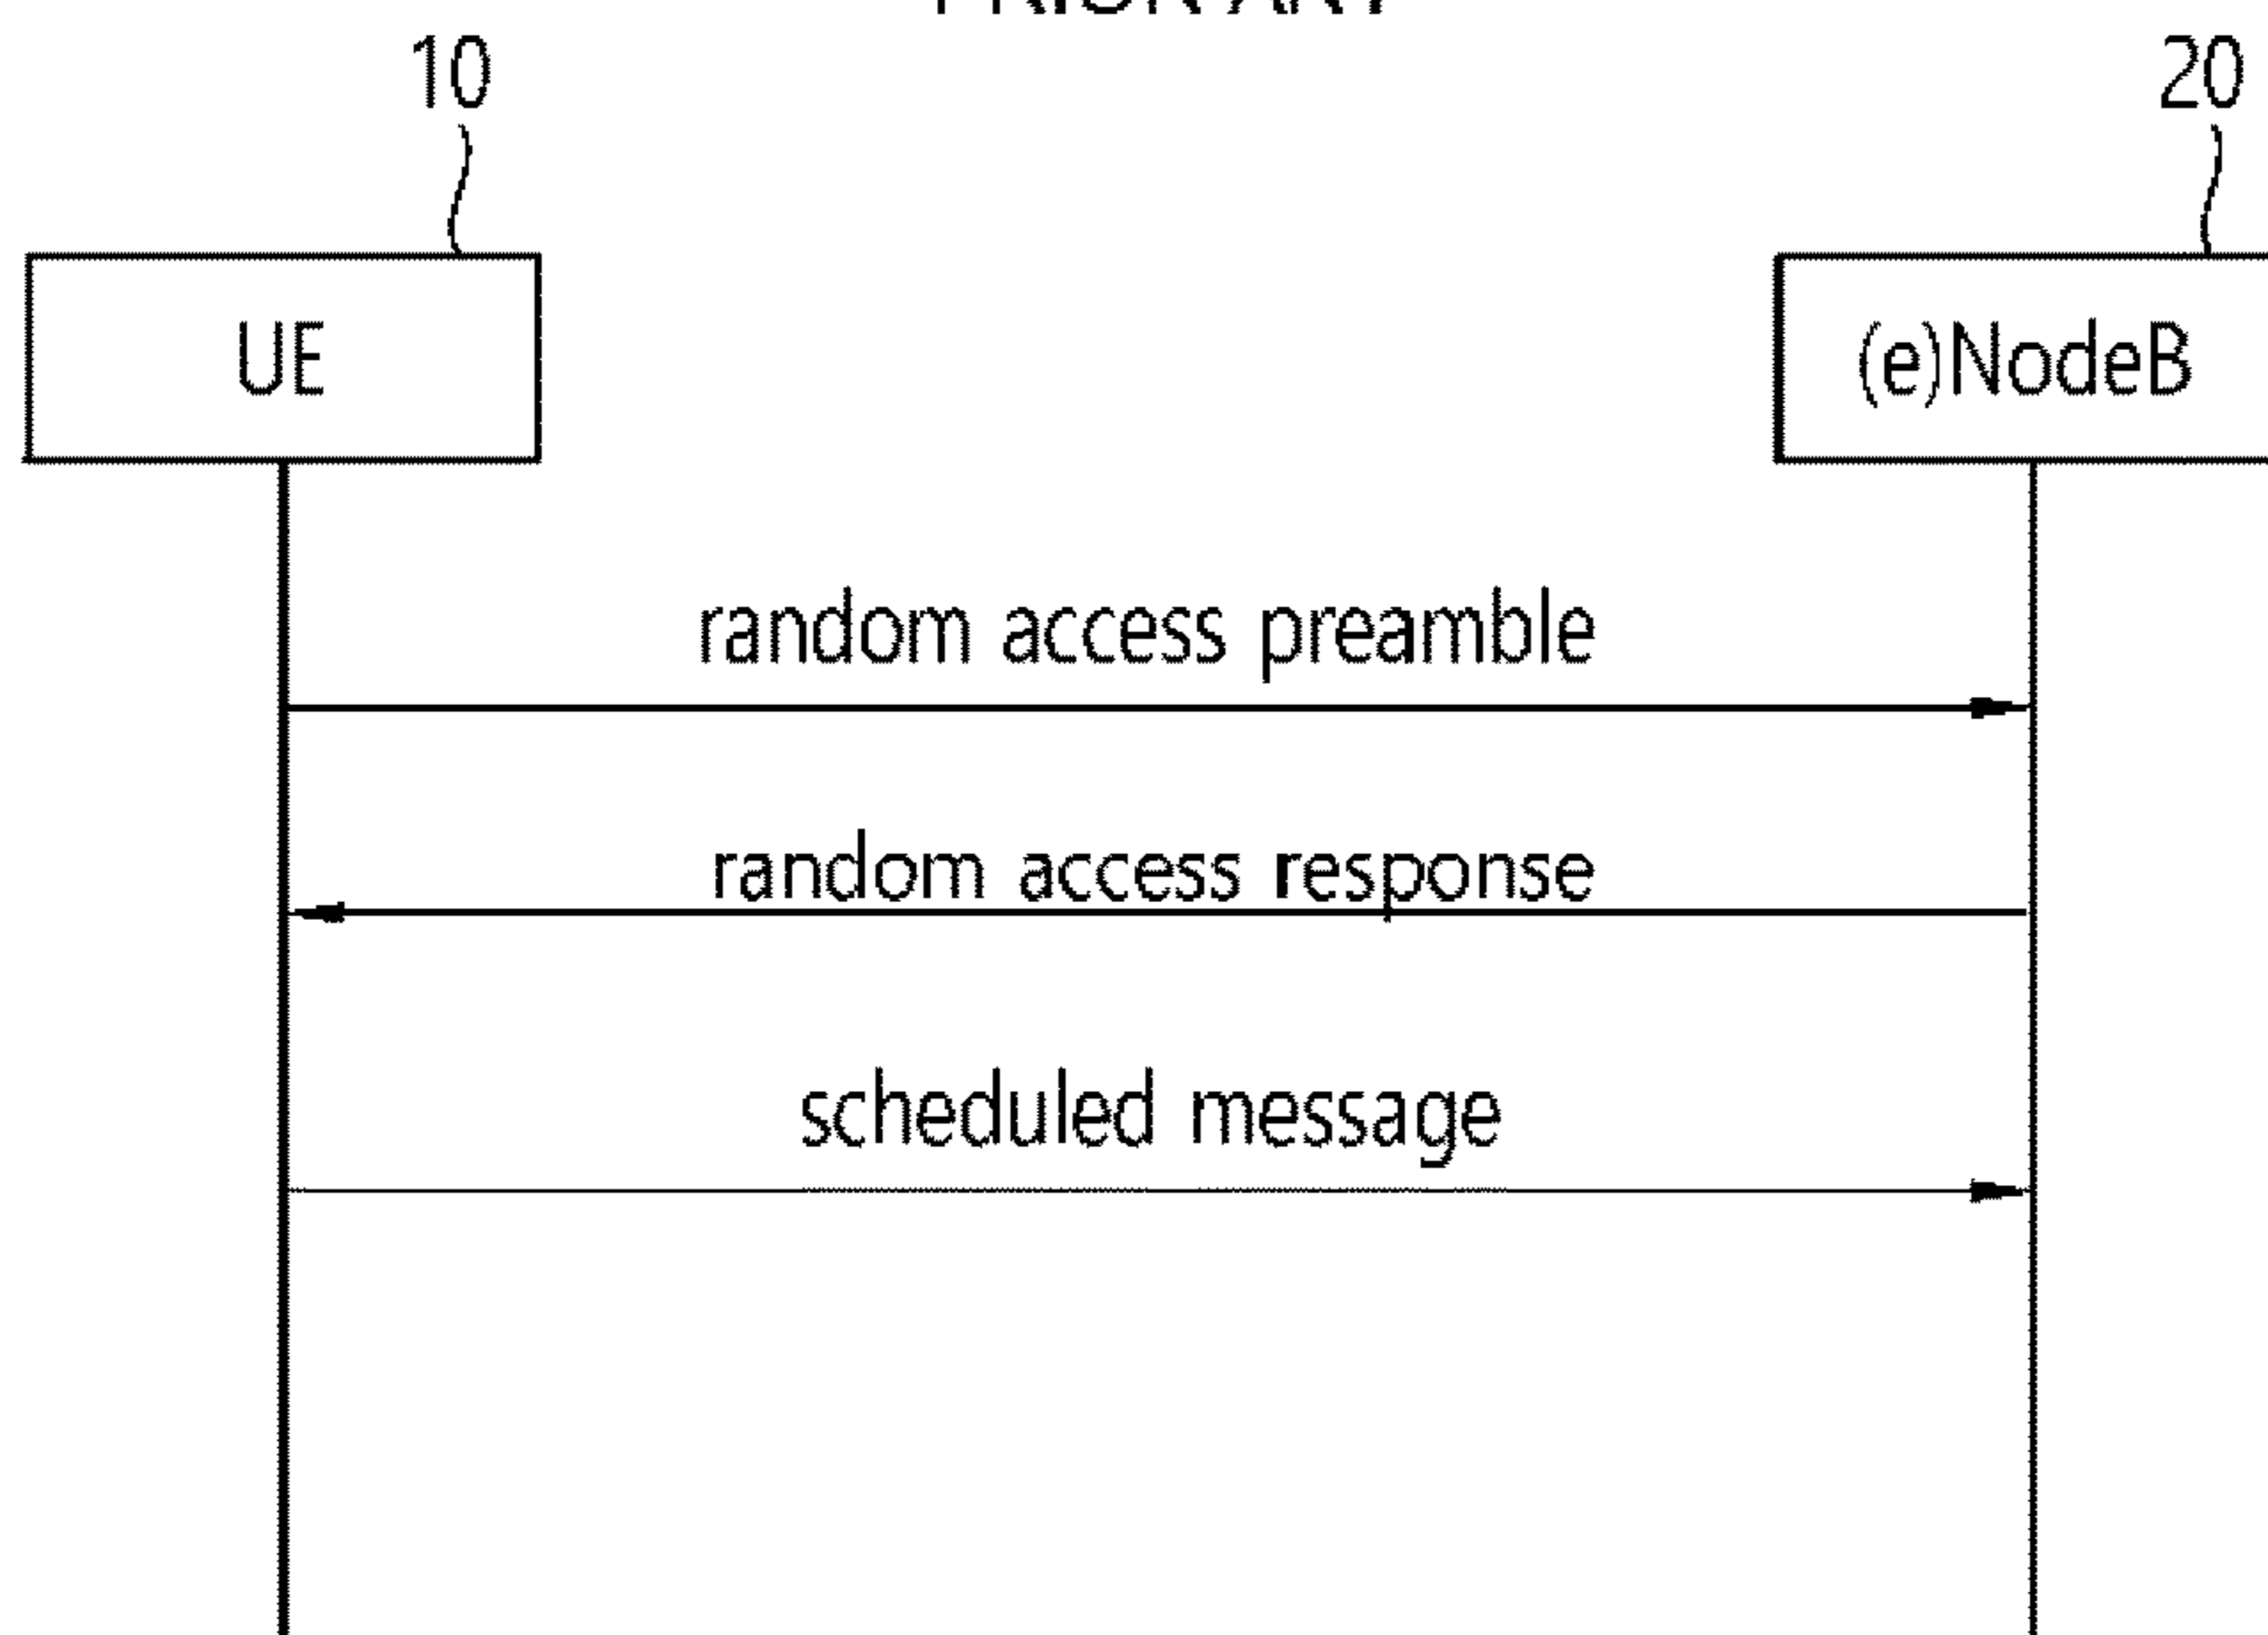 10
20
UE
(e)NodeB
random access preamble
random access response
scheduled message